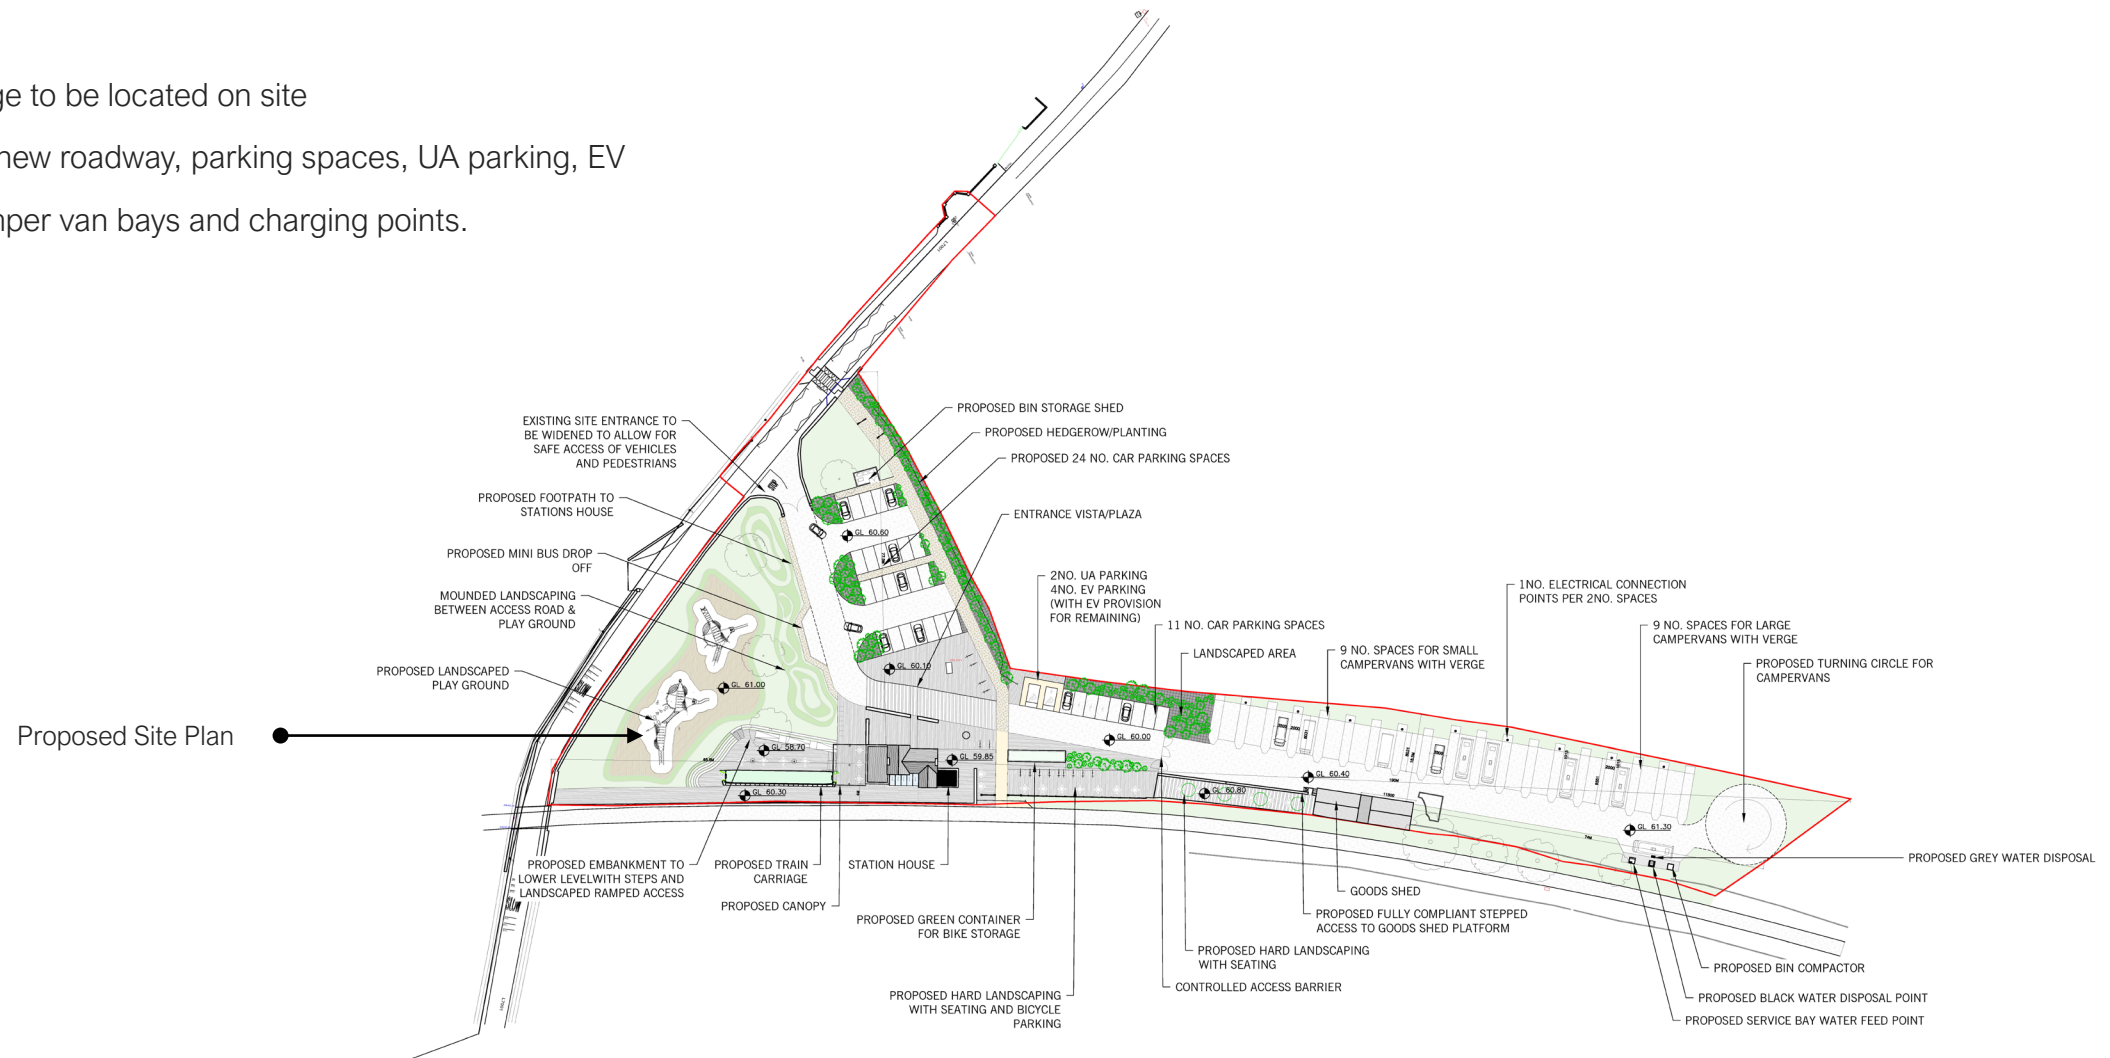 ge to be located on site
new roadway, parking spaces, UA parking, EV
nper van bays and charging points.
Proposed Site Plan
EXISTING SITE ENTRANCE TO
BE WIDENED TO ALLOW FOR
SAFE ACCESS OF VEHICLES
AND PEDESTRIANS
PROPOSED FOOTPATH TO
STATIONS HOUSE
PROPOSED MINI BUS DROP
OFF
MOUNDED LANDSCAPING
BETWEEN ACCESS ROAD &
PLAY GROUND
PROPOSED LANDSCAPED
PLAY GROUND
PROPOSED BIN STORAGE SHED
PROPOSED HEDGEROW/PLANTING
PROPOSED 24 NO. CAR PARKING SPACES
ENTRANCE VISTA/PLAZA
2NO. UA PARKING
4NO. EV PARKING
(WITH EV PROVISION
FOR REMAINING)
11 NO. CAR PARKING SPACES
LANDSCAPED AREA
9 NO. SPACES FOR SMALL
CAMPERVANS WITH VERGE
1NO. ELECTRICAL CONNECTION
POINTS PER 2NO. SPACES
9 NO. SPACES FOR LARGE
CAMPERVANS WITH VERGE
PROPOSED TURNING CIRCLE FOR
CAMPERVANS
GL 60.60
GL 60.10
GL 61.00
GL 58.70
GL 59.85
GL 60.00
GL 60.40
GL 60.30
GL 60.80
GL 61.30
PROPOSED EMBANKMENT TO
LOWER LEVELWITH STEPS AND
LANDSCAPED RAMPED ACCESS
PROPOSED TRAIN
CARRIAGE
PROPOSED CANOPY
STATION HOUSE
PROPOSED GREEN CONTAINER
FOR BIKE STORAGE
PROPOSED HARD LANDSCAPING
WITH SEATING AND BICYCLE
PARKING
CONTROLLED ACCESS BARRIER
PROPOSED HARD LANDSCAPING
WITH SEATING
PROPOSED FULLY COMPLIANT STEPPED
ACCESS TO GOODS SHED PLATFORM
GOODS SHED
PROPOSED GREY WATER DISPOSAL
PROPOSED BIN COMPACTOR
PROPOSED BLACK WATER DISPOSAL POINT
PROPOSED SERVICE BAY WATER FEED POINT